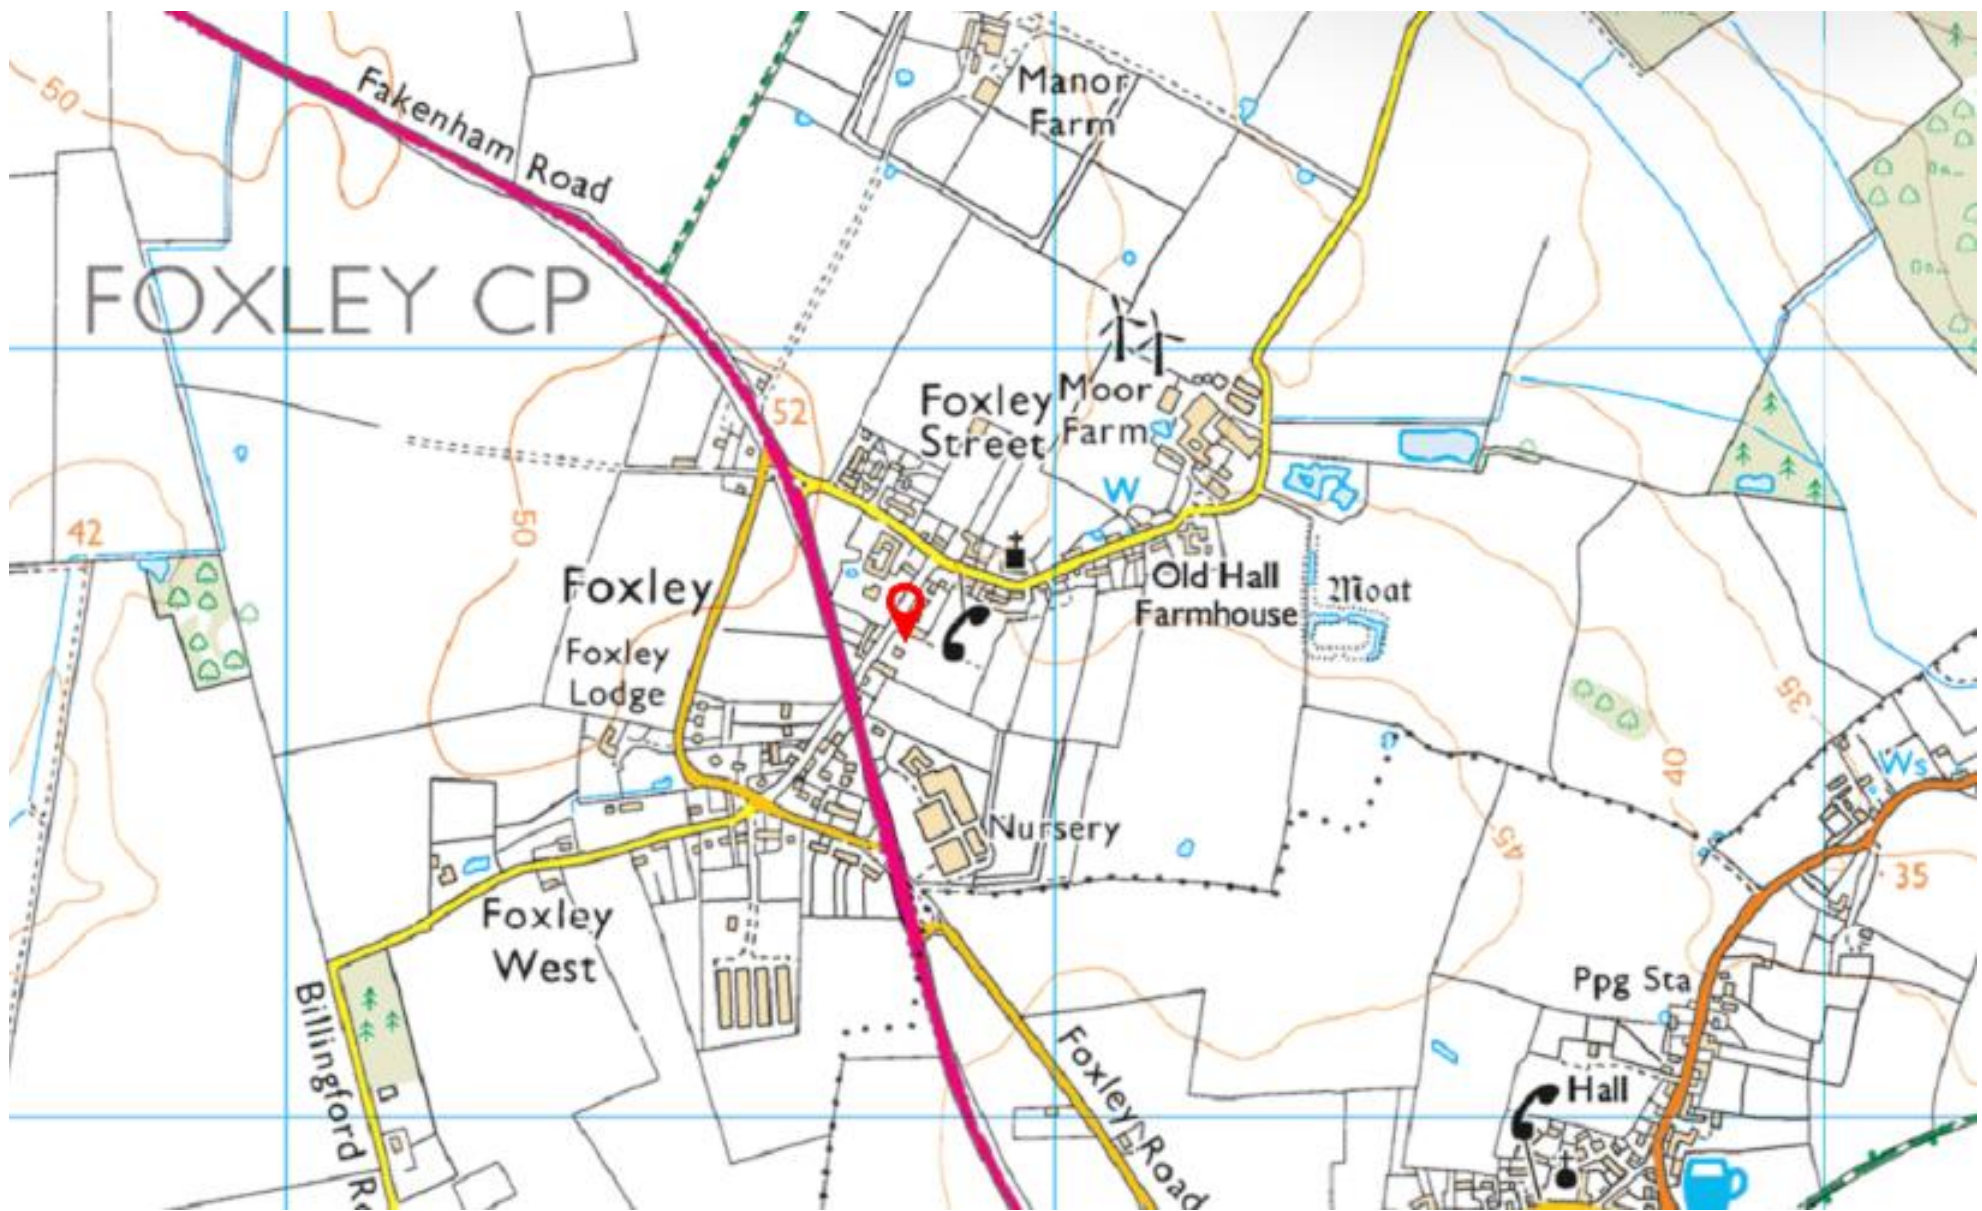 50
Fakenham Road
Manor
Farm
FOXLEY CP
52
Foxley
Street
Moor
Farm
W
42
50
Foxley
Old Hall
Farmhouse
Moat
Foxley
Lodge
35
40
Ws
Nursery
45
35
Foxley
West
Ppg Sta
Billingford R
Foxley Road
Hall